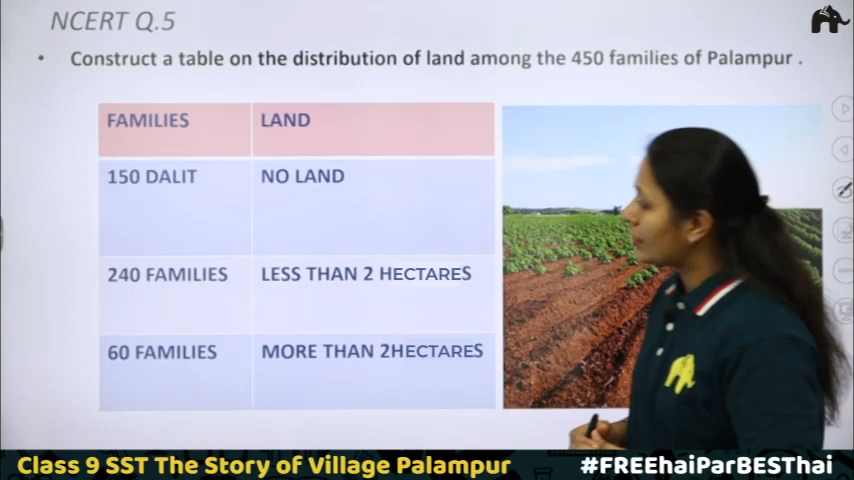 NCERT Q.5
• Construct a table on the distribution of land among the 450 families of Palampur .
FAMILIES LAND
150 DALIT NO LAND
240 FAMILIES LESS THAN 2 HECTARES
60 FAMILIES MORE THAN 2HECTARES
Class 9 SST The Story of Village Palampur #FREEhaiParBESThai